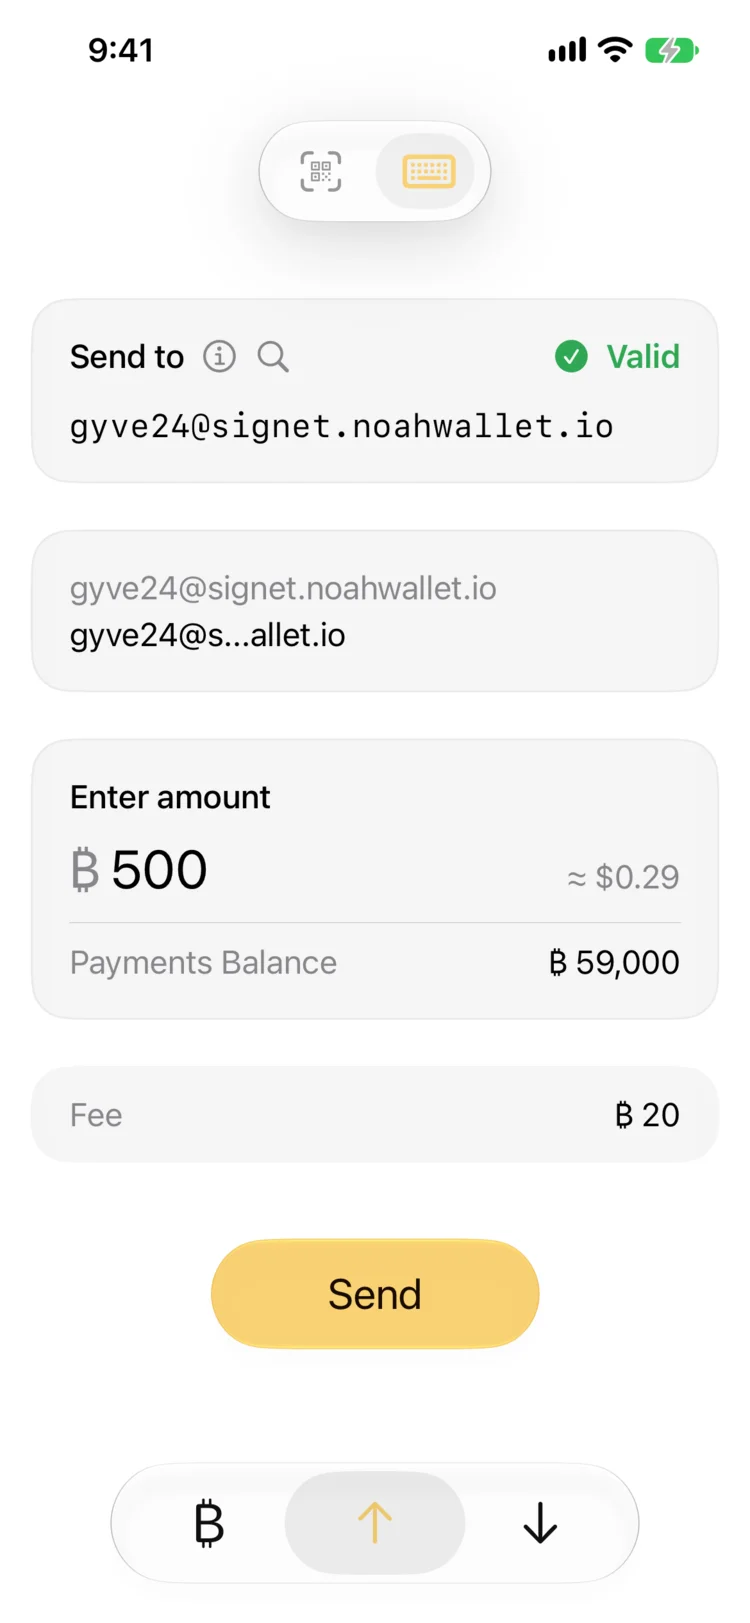 9:41
Send to
Valid
gyve24@signet.noahwallet.io
gyve24@signet.noahwallet.io
gyve24@s...allet.io
Enter amount
₿ 500
≈ $0.29
Payments Balance
₿ 59,000
Fee
₿ 20
Send
₿